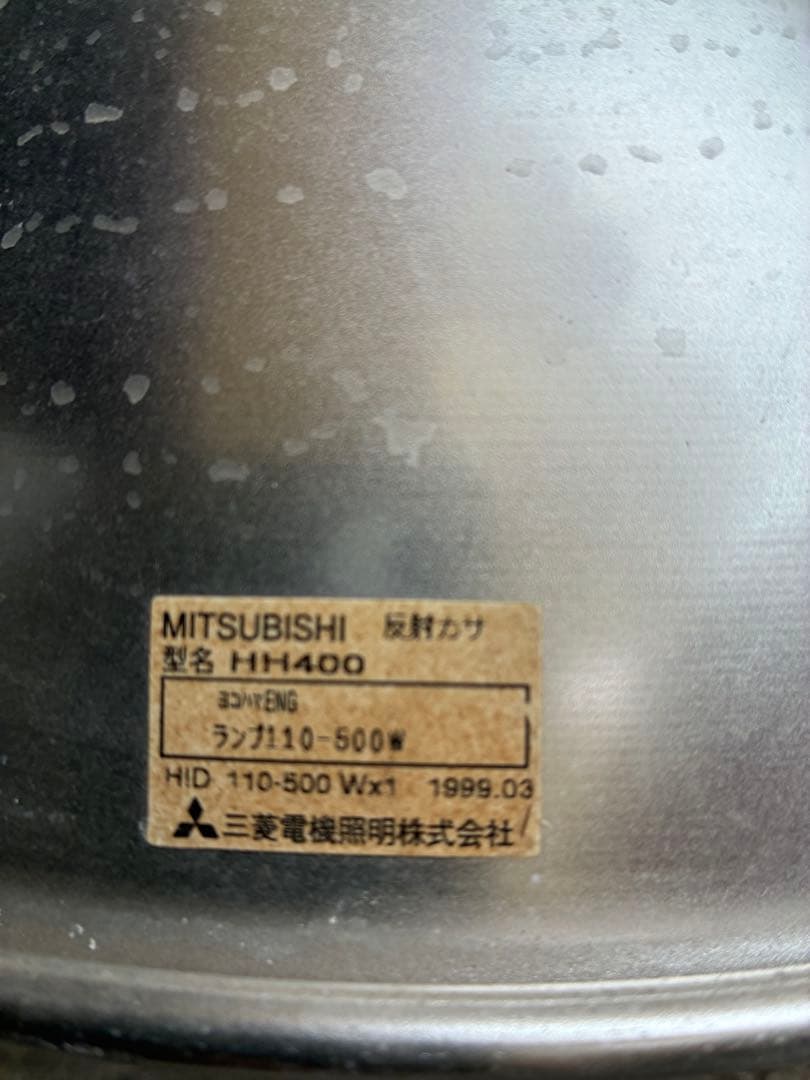 MITSUBISHI 反射カサ
型名 HH400
ヨコハマENG
ランプ110-500W
HID 110-500 Wx1 1999.03
三菱電機照明株式会社